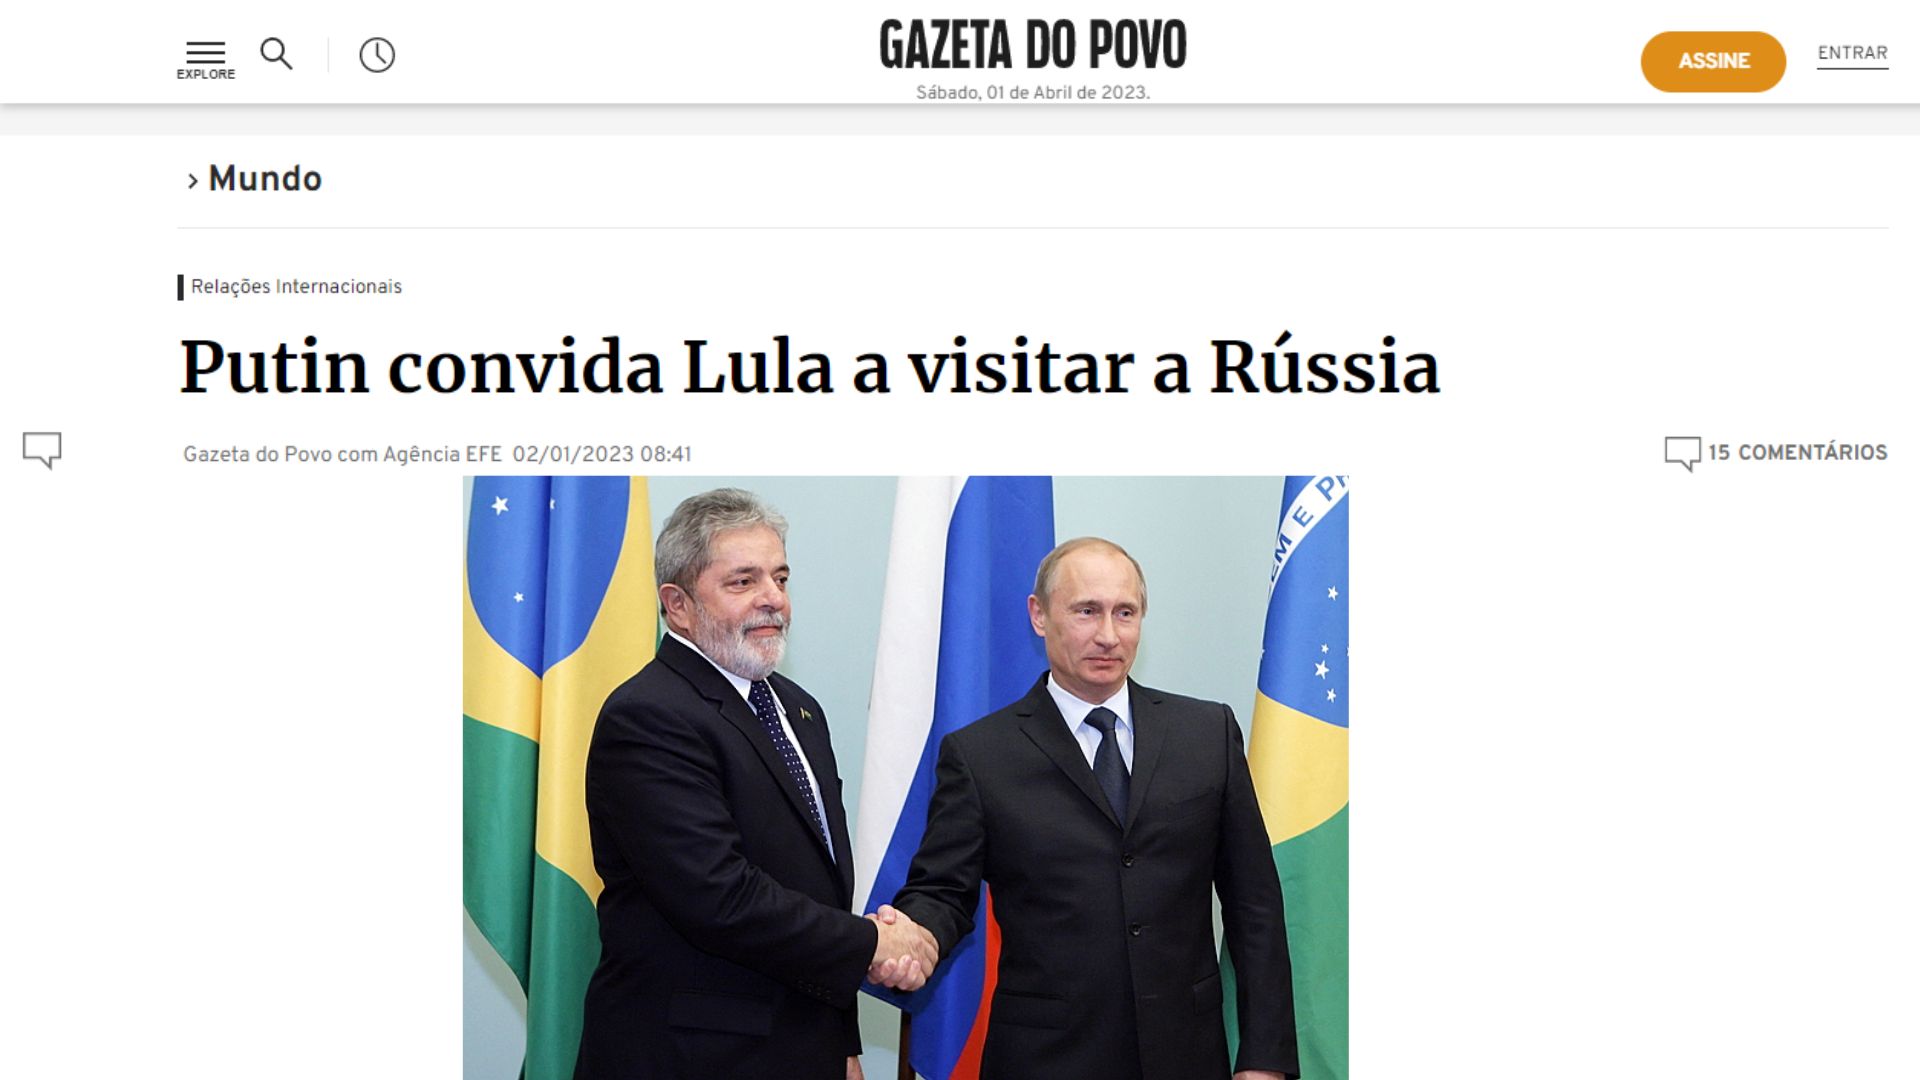 EXPLORE
GAZETA DO POVO
Sábado, 01 de Abril de 2023.
ASSINE
ENTRAR
› Mundo
Relações Internacionais
Putin convida Lula a visitar a Rússia
Gazeta do Povo com Agência EFE 02/01/2023 08:41
15 COMENTÁRIOS
EM E PR